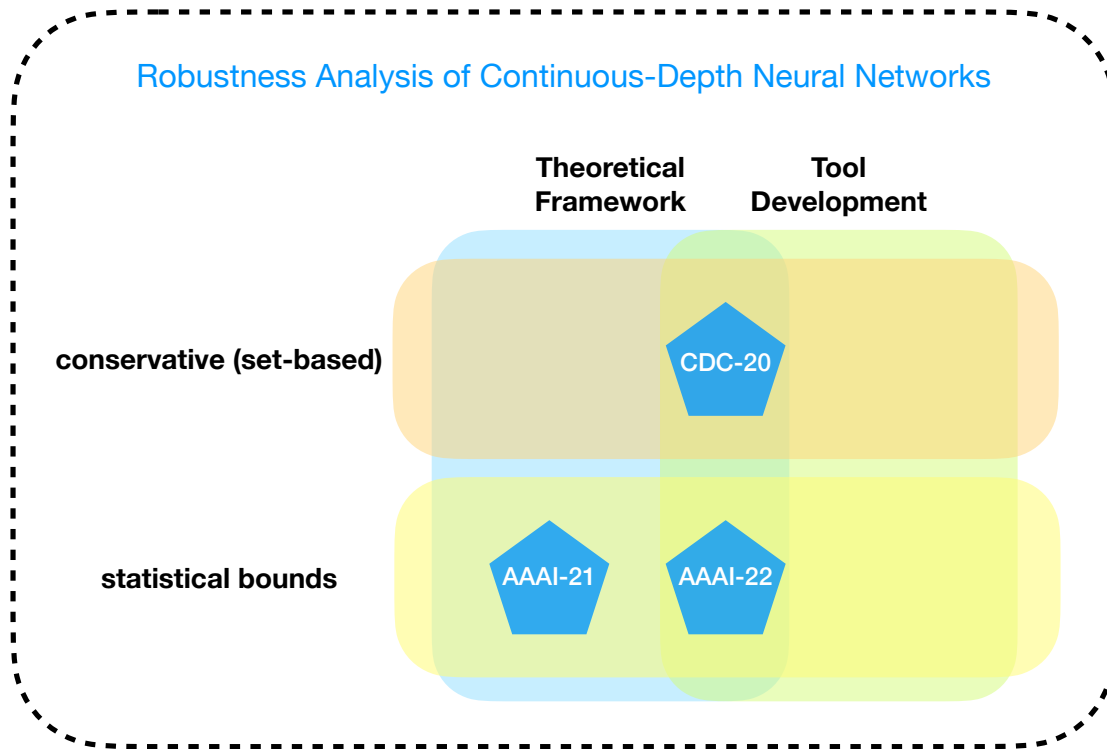 Robustness Analysis of Continuous-Depth Neural Networks
Theoretical
Framework
Tool
Development
conservative (set-based)
CDC-20
statistical bounds
AAAI-21
AAAI-22